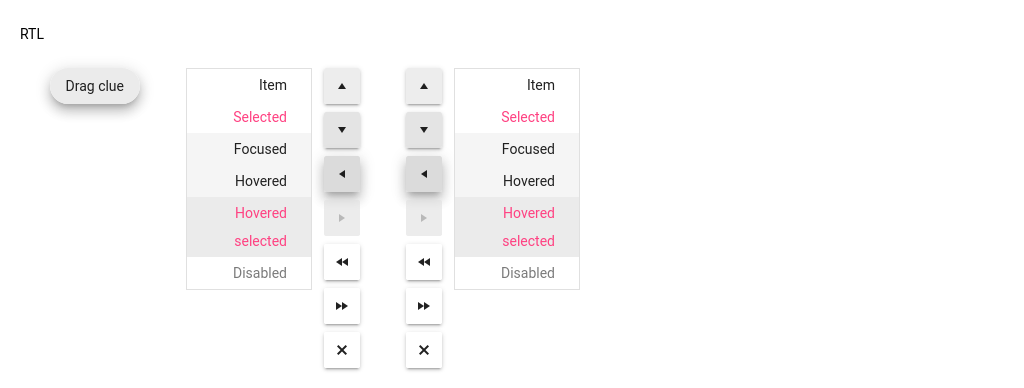 RTL
Drag clue
Item
Selected
Focused
Hovered
Hovered
selected
Disabled
Item
Selected
Focused
Hovered
Hovered
selected
Disabled